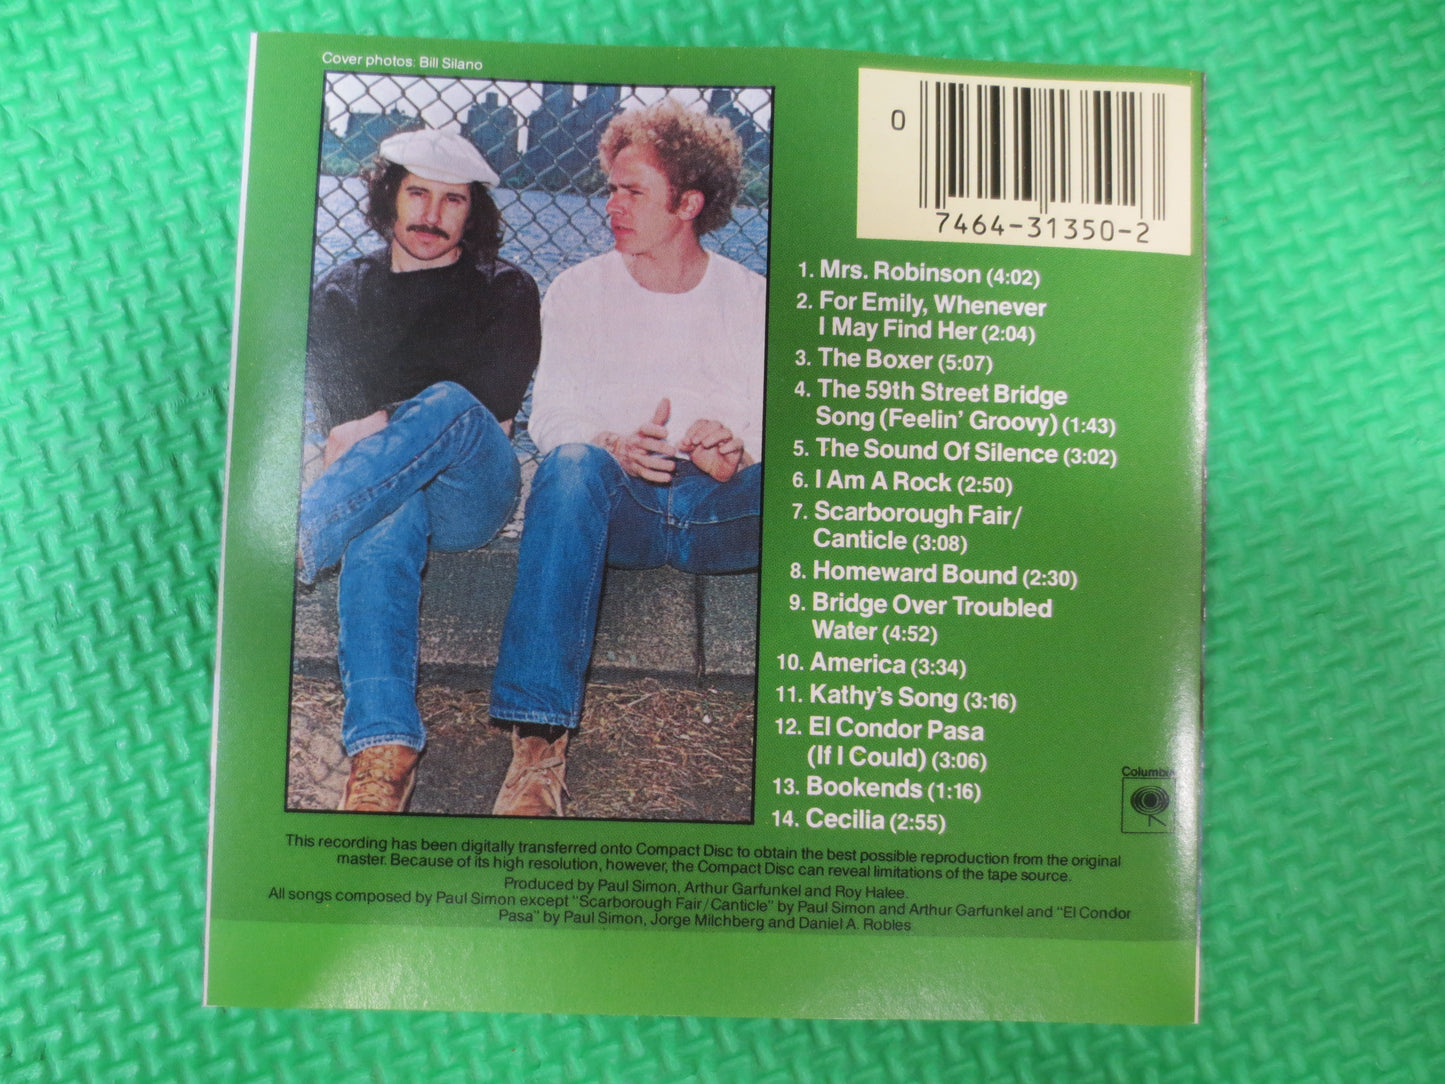 Cover photos: Bill Silano
0
7464-31350-2
1. Mrs. Robinson (4:02)
2. For Emily, Whenever
I May Find Her (2:04)
3. The Boxer (5:07)
4. The 59th Street Bridge
Song (Feelin' Groovy) (1:43)
5. The Sound Of Silence (3:02)
6. I Am A Rock (2:50)
7. Scarborough Fair/
Canticle (3:08)
8. Homeward Bound (2:30)
9. Bridge Over Troubled
Water (4:52)
10. America (3:34)
11. Kathy's Song (3:16)
12. El Condor Pasa
(If I Could) (3:06)
13. Bookends (1:16)
14. Cecilia (2:55)
Columbia
This recording has been digitally transferred onto Compact Disc to obtain the best possible reproduction from the original
master. Because of its high resolution, however, the Compact Disc can reveal limitations of the tape source.
Produced by Paul Simon, Arthur Garfunkel and Roy Halee.
All songs composed by Paul Simon except "Scarborough Fair/Canticle" by Paul Simon and Arthur Garfunkel and "El Condor
Pasa" by Paul Simon, Jorge Milchberg and Daniel A. Robles